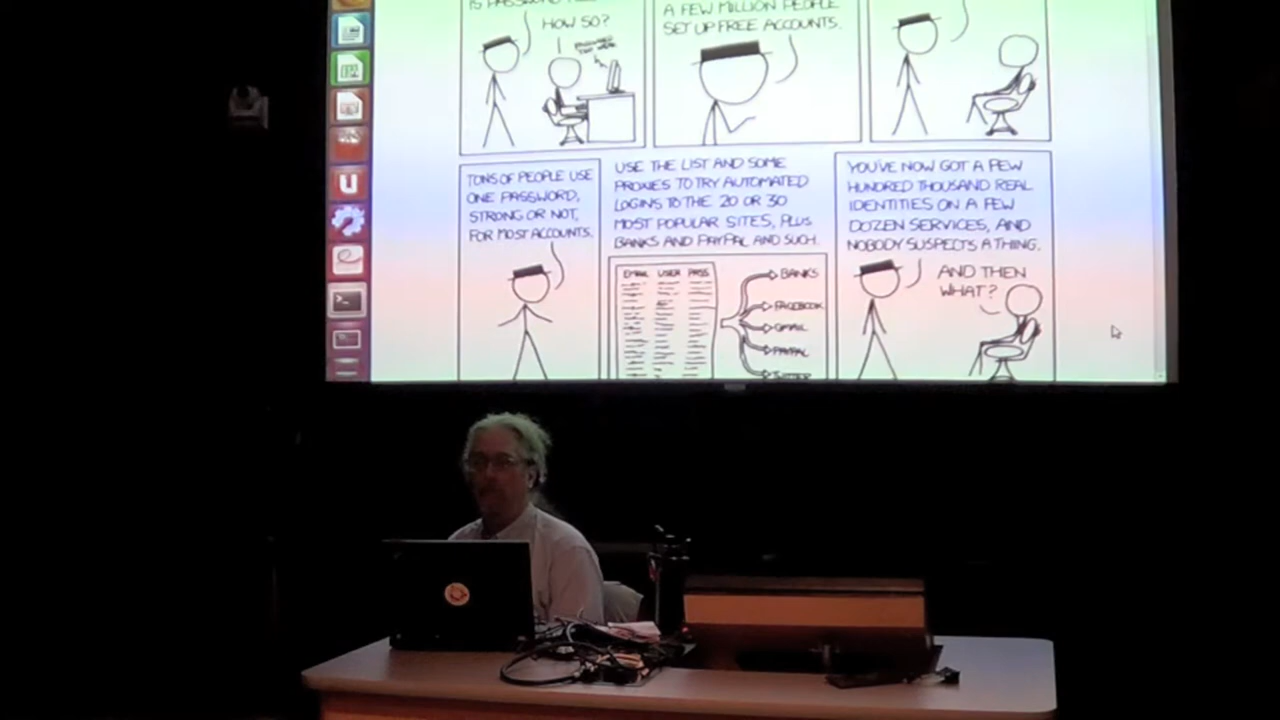 IS PASSWORD
HOW SO?
A FEW MILLION PEOPLE
SET UP FREE ACCOUNTS.
TONS OF PEOPLE USE
ONE PASSWORD,
STRONG OR NOT,
FOR MOST ACCOUNTS.
USE THE LIST AND SOME
PROXIES TO TRY AUTOMATED
LOGINS TO THE 20 OR 30
MOST POPULAR SITES, PLUS
BANKS AND PAYPAL AND SUCH.
EMAIL USER PASS
BANKS
FACEBOOK
GMAIL
PAYPAL
TWITTER
YOU'VE NOW GOT A FEW
HUNDRED THOUSAND REAL
IDENTITIES ON A FEW
DOZEN SERVICES, AND
NOBODY SUSPECTS A THING.
AND THEN
WHAT?
u